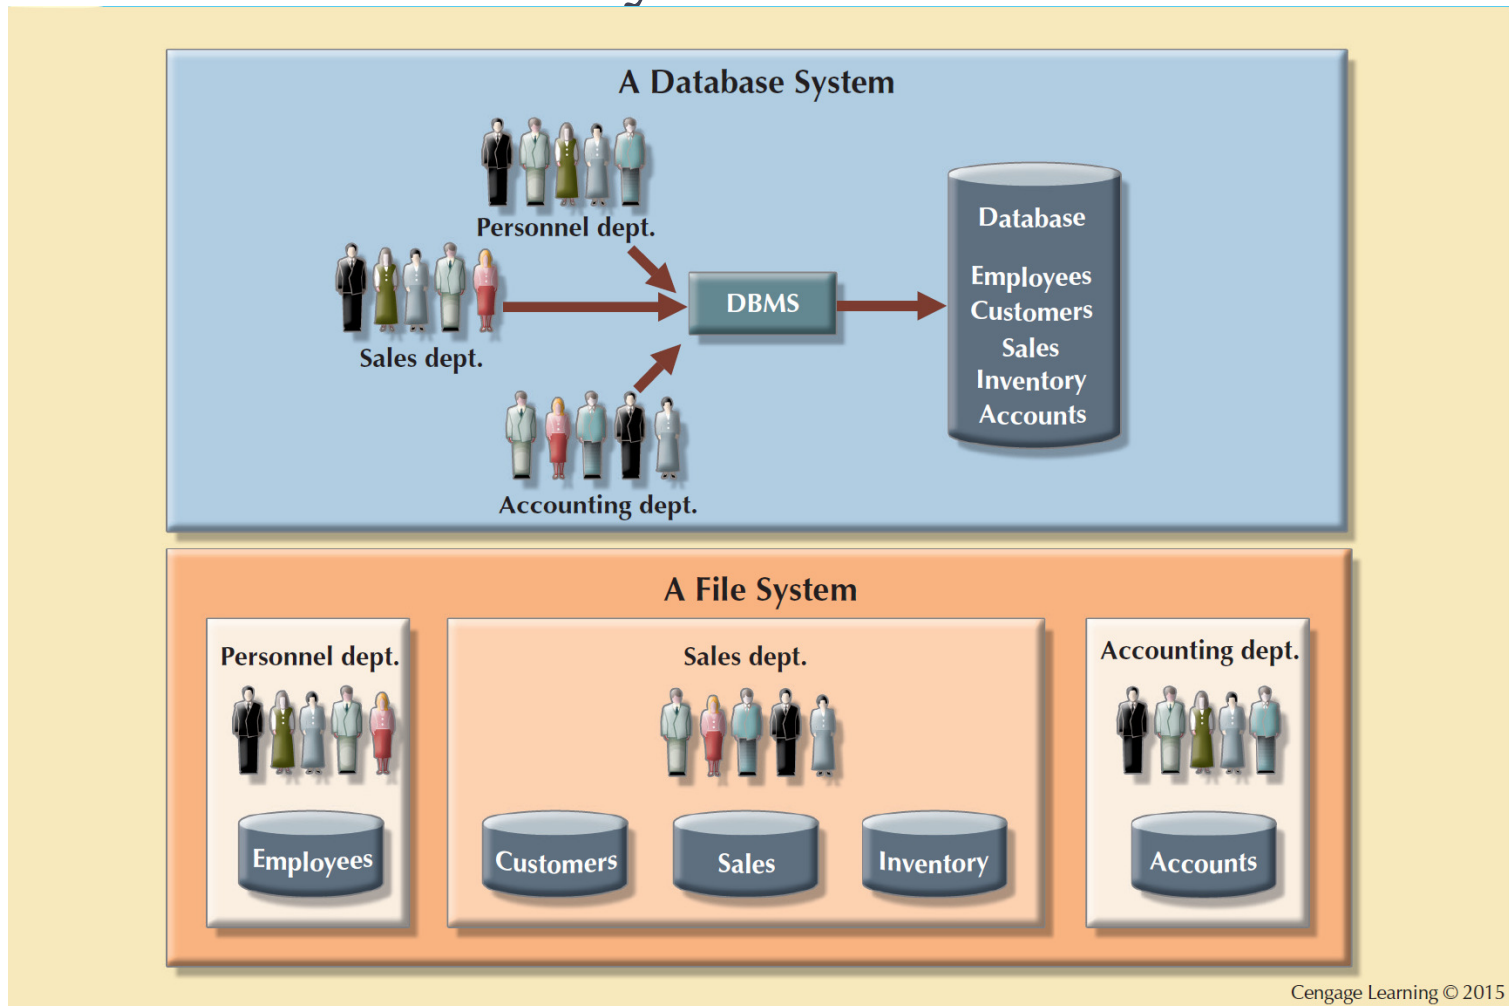 A Database System
Personnel dept.
Sales dept.
Accounting dept.
DBMS
Database
Employees
Customers
Sales
Inventory
Accounts
A File System
Personnel dept.
Employees
Sales dept.
Customers
Sales
Inventory
Accounting dept.
Accounts
Cengage Learning © 2015